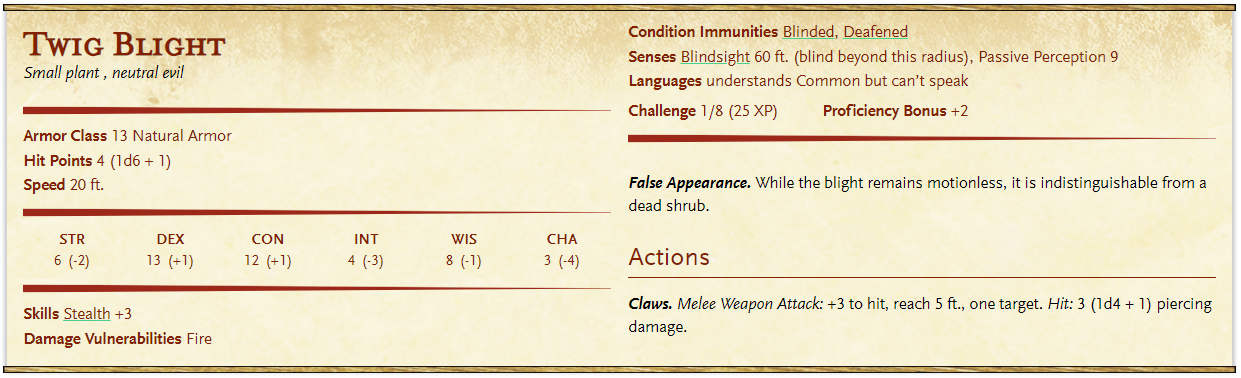 Twig Blight
Small plant , neutral evil
Armor Class 13 Natural Armor
Hit Points 4 (1d6 + 1)
Speed 20 ft.
STR DEX CON INT WIS CHA
6 (-2) 13 (+1) 12 (+1) 4 (-3) 8 (-1) 3 (-4)
Skills Stealth +3
Damage Vulnerabilities Fire
Condition Immunities Blinded, Deafened
Senses Blindsight 60 ft. (blind beyond this radius), Passive Perception 9
Languages understands Common but can’t speak
Challenge 1/8 (25 XP) Proficiency Bonus +2
False Appearance. While the blight remains motionless, it is indistinguishable from a
dead shrub.
Actions
Claws. Melee Weapon Attack: +3 to hit, reach 5 ft., one target. Hit: 3 (1d4 + 1) piercing
damage.